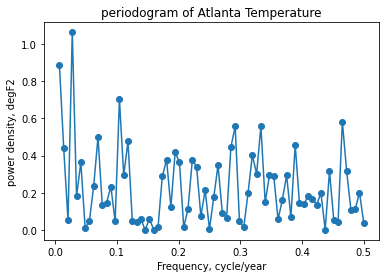 periodogram of Atlanta Temperature
power density, degF2
1.0
0.8
0.6
0.4
0.2
0.0
0.0 0.1 0.2 0.3 0.4 0.5
Frequency, cycle/year